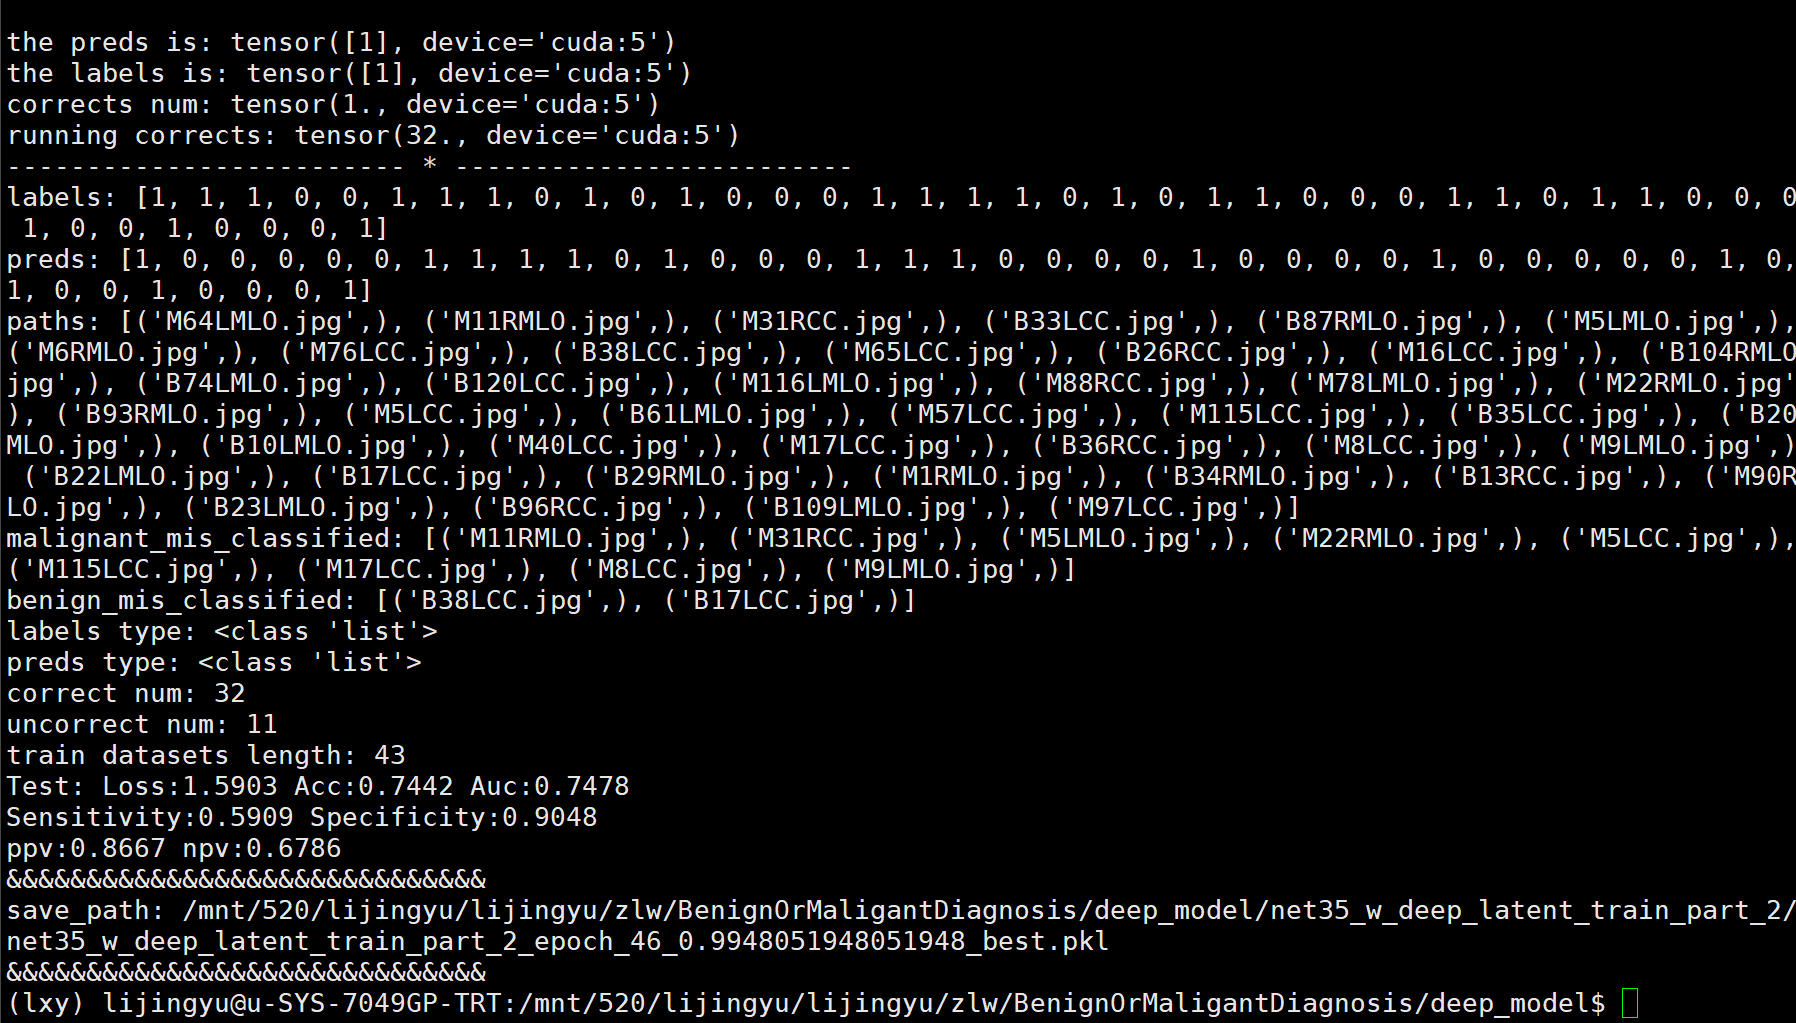 the preds is: tensor([1], device='cuda:5')
the labels is: tensor([1], device='cuda:5')
corrects num: tensor(1., device='cuda:5')
running corrects: tensor(32., device='cuda:5')
------------------------- * -------------------------
labels: [1, 1, 1, 0, 0, 1, 1, 1, 0, 1, 0, 1, 0, 0, 0, 1, 1, 1, 1, 0, 1, 0, 1, 1, 0, 0, 0, 1, 1, 0, 1, 1, 0, 0, 0
1, 0, 0, 1, 0, 0, 0, 1]
preds: [1, 0, 0, 0, 0, 0, 1, 1, 1, 1, 0, 1, 0, 0, 0, 1, 1, 1, 0, 0, 0, 0, 1, 0, 0, 0, 0, 1, 0, 0, 0, 0, 0, 1, 0,
1, 0, 0, 1, 0, 0, 0, 1]
paths: [('M64LMLO.jpg',), ('M11RMLO.jpg',), ('M31RCC.jpg',), ('B33LCC.jpg',), ('B87RMLO.jpg',), ('M5LMLO.jpg',),
('M6RMLO.jpg',), ('M76LCC.jpg',), ('B38LCC.jpg',), ('M65LCC.jpg',), ('B26RCC.jpg',), ('M16LCC.jpg',), ('B104RMLO
jpg',), ('B74LMLO.jpg',), ('B120LCC.jpg',), ('M116LMLO.jpg',), ('M88RCC.jpg',), ('M78LMLO.jpg',), ('M22RMLO.jpg'
), ('B93RMLO.jpg',), ('M5LCC.jpg',), ('B61LMLO.jpg',), ('M57LCC.jpg',), ('M115LCC.jpg',), ('B35LCC.jpg',), ('B20
MLO.jpg',), ('B10LMLO.jpg',), ('M40LCC.jpg',), ('M17LCC.jpg',), ('B36RCC.jpg',), ('M8LCC.jpg',), ('M9LMLO.jpg',)
('B22LMLO.jpg',), ('B17LCC.jpg',), ('B29RMLO.jpg',), ('M1RMLO.jpg',), ('B34RMLO.jpg',), ('B13RCC.jpg',), ('M90R
LO.jpg',), ('B23LMLO.jpg',), ('B96RCC.jpg',), ('B109LMLO.jpg',), ('M97LCC.jpg',)]
malignant_mis_classified: [('M11RMLO.jpg',), ('M31RCC.jpg',), ('M5LMLO.jpg',), ('M22RMLO.jpg',), ('M5LCC.jpg',),
('M115LCC.jpg',), ('M17LCC.jpg',), ('M8LCC.jpg',), ('M9LMLO.jpg',)]
benign_mis_classified: [('B38LCC.jpg',), ('B17LCC.jpg',)]
labels type: <class 'list'>
preds type: <class 'list'>
correct num: 32
uncorrect num: 11
train datasets length: 43
Test: Loss:1.5903 Acc:0.7442 Auc:0.7478
Sensitivity:0.5909 Specificity:0.9048
ppv:0.8667 npv:0.6786
&&&&&&&&&&&&&&&&&&&&&&&&&&&&&&
save_path: /mnt/520/lijingyu/lijingyu/zlw/BenignOrMaligantDiagnosis/deep_model/net35_w_deep_latent_train_part_2/
net35_w_deep_latent_train_part_2_epoch_46_0.9948051948051948_best.pkl
&&&&&&&&&&&&&&&&&&&&&&&&&&&&&&
(lxy) lijingyu@u-SYS-7049GP-TRT:/mnt/520/lijingyu/lijingyu/zlw/BenignOrMaligantDiagnosis/deep_model$